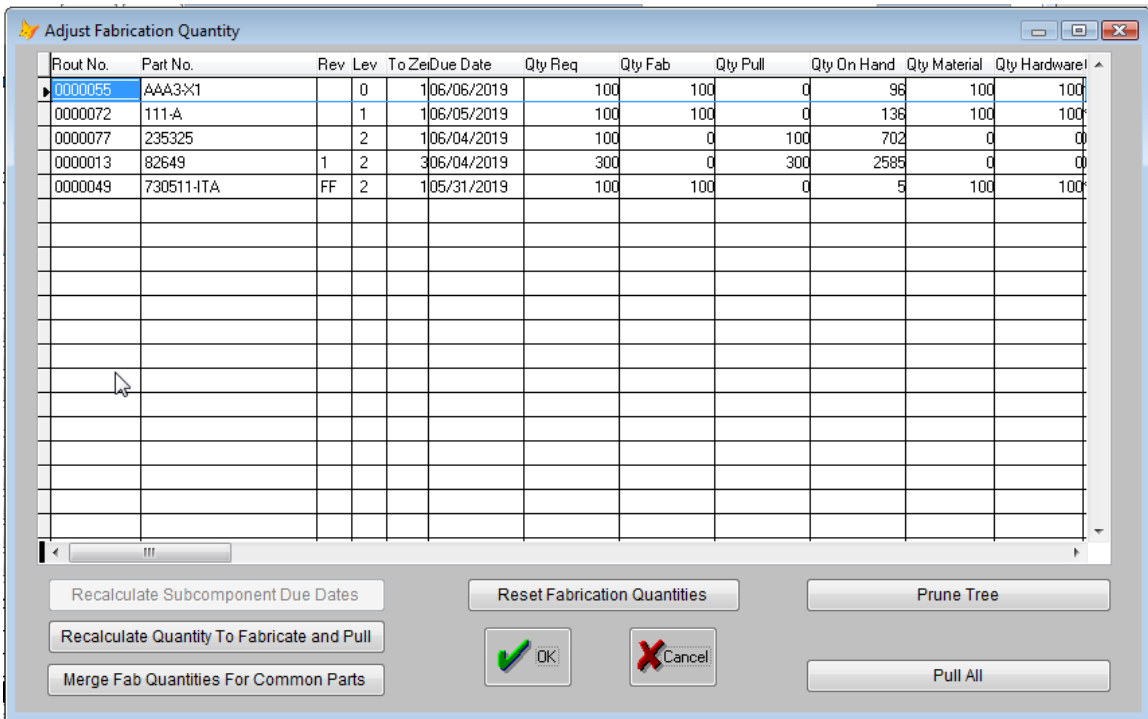 Adjust Fabrication Quantity
Rout No. Part No. Rev Lev To Zei Due Date Qty Req Qty Fab Qty Pull Qty On Hand Qty Material Qty Hardware
0000055 AAA3-X1 0 1 06/06/2019 100 100 0 96 100 100
0000072 111-A 1 1 06/05/2019 100 100 0 136 100 100
0000077 235325 2 1 06/04/2019 100 0 100 702 0 0
0000013 82649 1 2 3 06/04/2019 300 0 300 2585 0 0
0000049 730511-ITA FF 2 1 05/31/2019 100 100 0 5 100 100
Recalculate Subcomponent Due Dates Reset Fabrication Quantities Prune Tree
Recalculate Quantity To Fabricate and Pull
OK Cancel
Merge Fab Quantities For Common Parts Pull All